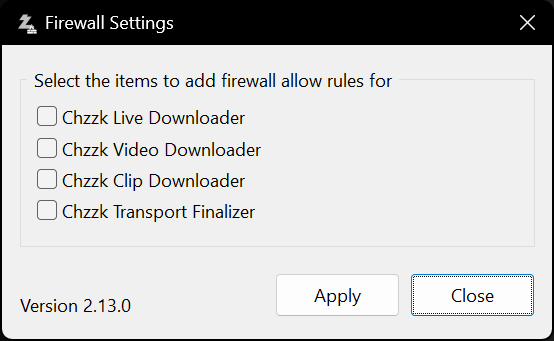 Firewall Settings
Select the items to add firewall allow rules for
Chzzk Live Downloader
Chzzk Video Downloader
Chzzk Clip Downloader
Chzzk Transport Finalizer
Version 2.13.0
Apply
Close